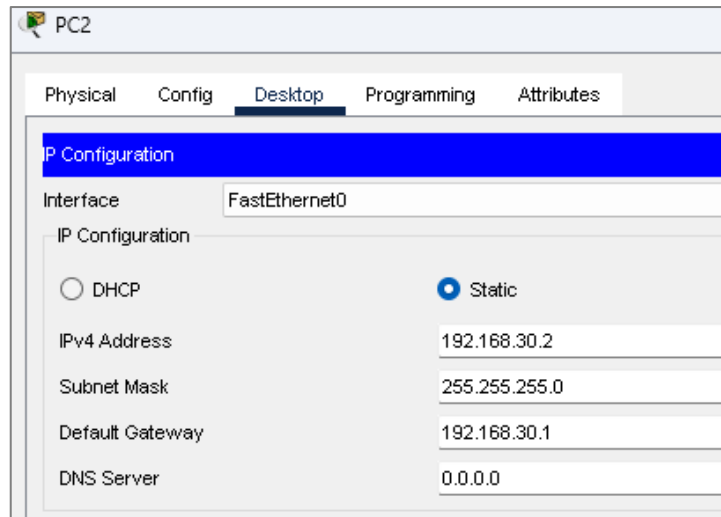 PC2
Physical Config Desktop Programming Attributes
IP Configuration
Interface FastEthernet0
IP Configuration
DHCP Static
IPv4 Address 192.168.30.2
Subnet Mask 255.255.255.0
Default Gateway 192.168.30.1
DNS Server 0.0.0.0